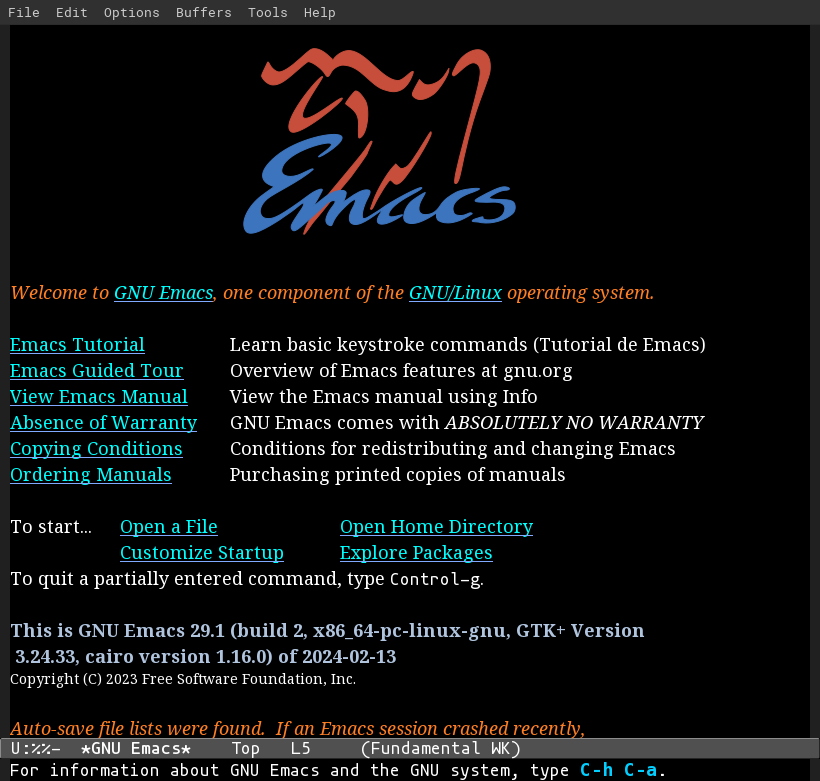 File Edit Options Buffers Tools Help
Emacs
Welcome to GNU Emacs, one component of the GNU/Linux operating system.
Emacs Tutorial Learn basic keystroke commands (Tutorial de Emacs)
Emacs Guided Tour Overview of Emacs features at gnu.org
View Emacs Manual View the Emacs manual using Info
Absence of Warranty GNU Emacs comes with ABSOLUTELY NO WARRANTY
Copying Conditions Conditions for redistributing and changing Emacs
Ordering Manuals Purchasing printed copies of manuals
To start... Open a File Open Home Directory
Customize Startup Explore Packages
To quit a partially entered command, type Control-g.
This is GNU Emacs 29.1 (build 2, x86_64-pc-linux-gnu, GTK+ Version
3.24.33, cairo version 1.16.0) of 2024-02-13
Copyright (C) 2023 Free Software Foundation, Inc.
Auto-save file lists were found. If an Emacs session crashed recently,
U:%%- *GNU Emacs* Top L5 (Fundamental WK)
For information about GNU Emacs and the GNU system, type C-h C-a.